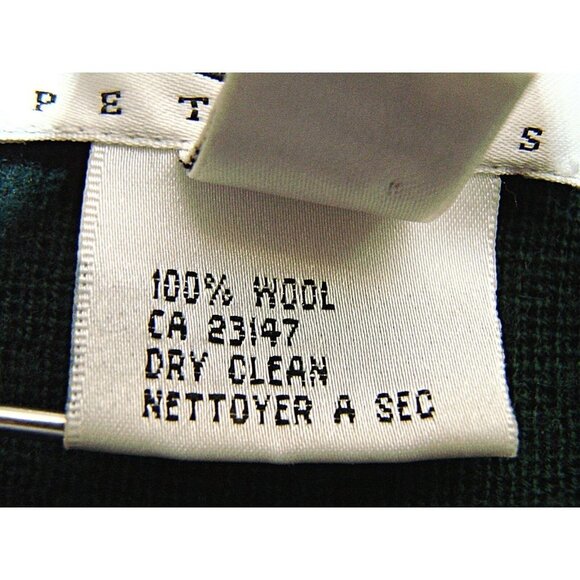 P E T S
100% WOOL
CA 23147
DRY CLEAN
NETTOYER A SEC